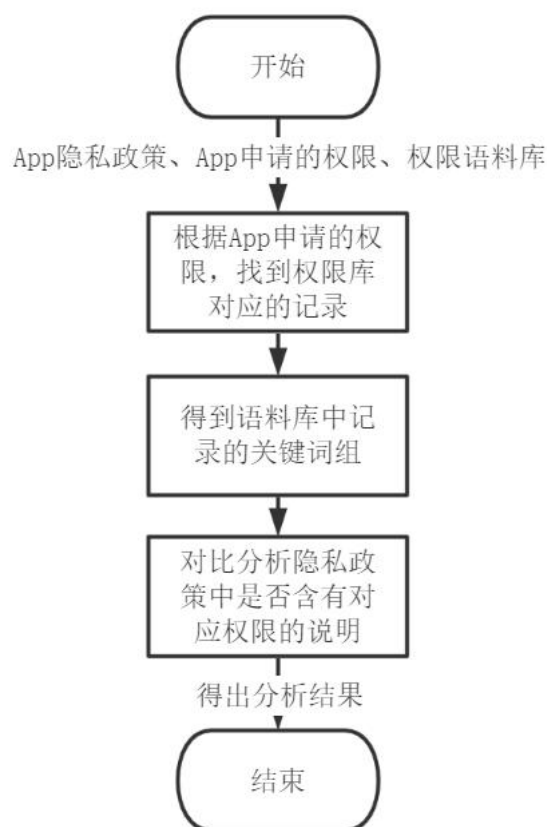 开始
App隐私政策、App申请的权限、权限语料库
根据App申请的权
限，找到权限库
对应的记录
得到语料库中记
录的关键词组
对比分析隐私政
策中是否含有对
应权限的说明
得出分析结果
结束